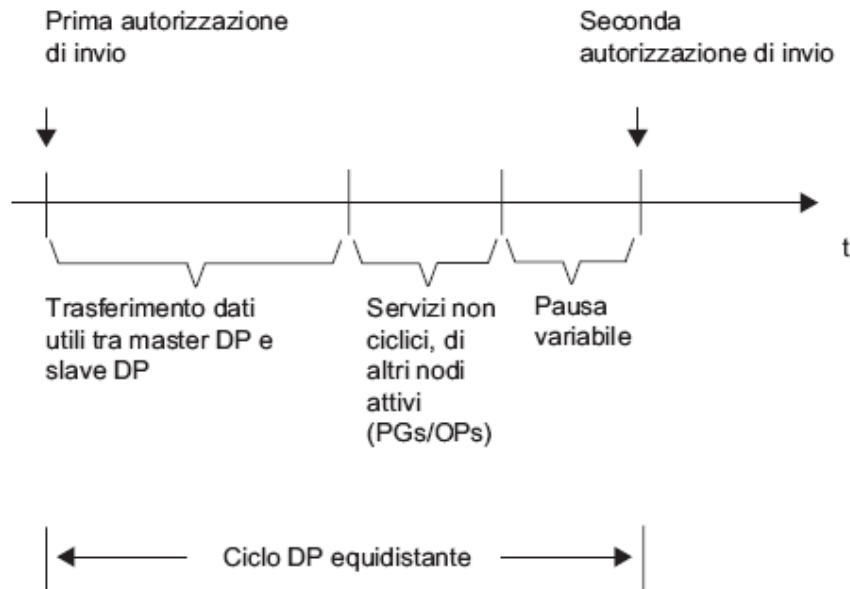 Prima autorizzazione
di invio
Seconda
autorizzazione di invio
t
Trasferimento dati
utili tra master DP e
slave DP
Servizi non
ciclici, di
altri nodi
attivi
(PGs/OPs)
Pausa
variabile
Ciclo DP equidistante